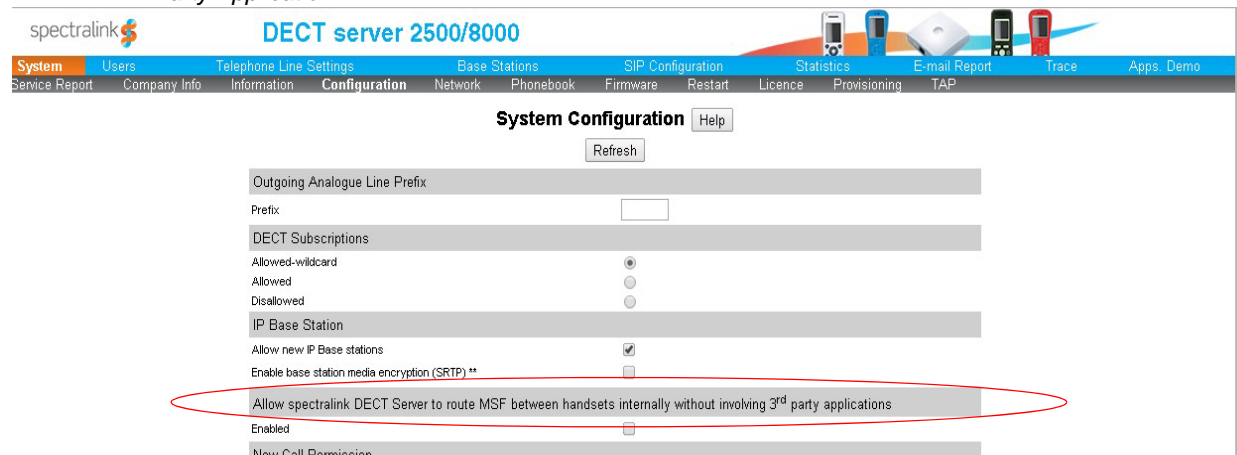 spectralink DECT server 2500/8000
System Users Telephone Line Settings Base Stations SIP Configuration Statistics E-mail Report Trace Apps. Demo
Service Report Company Info Information Configuration Network Phonebook Firmware Restart Licence Provisioning TAP
System Configuration Help
Refresh
Outgoing Analogue Line Prefix
Prefix
DECT Subscriptions
Allowed-wildcard
Allowed
Disallowed
IP Base Station
Allow new IP Base stations
Enable base station media encryption (SRTP) **
Allow spectralink DECT Server to route MSF between handsets internally without involving 3rd party applications
Enabled
New Call Permission